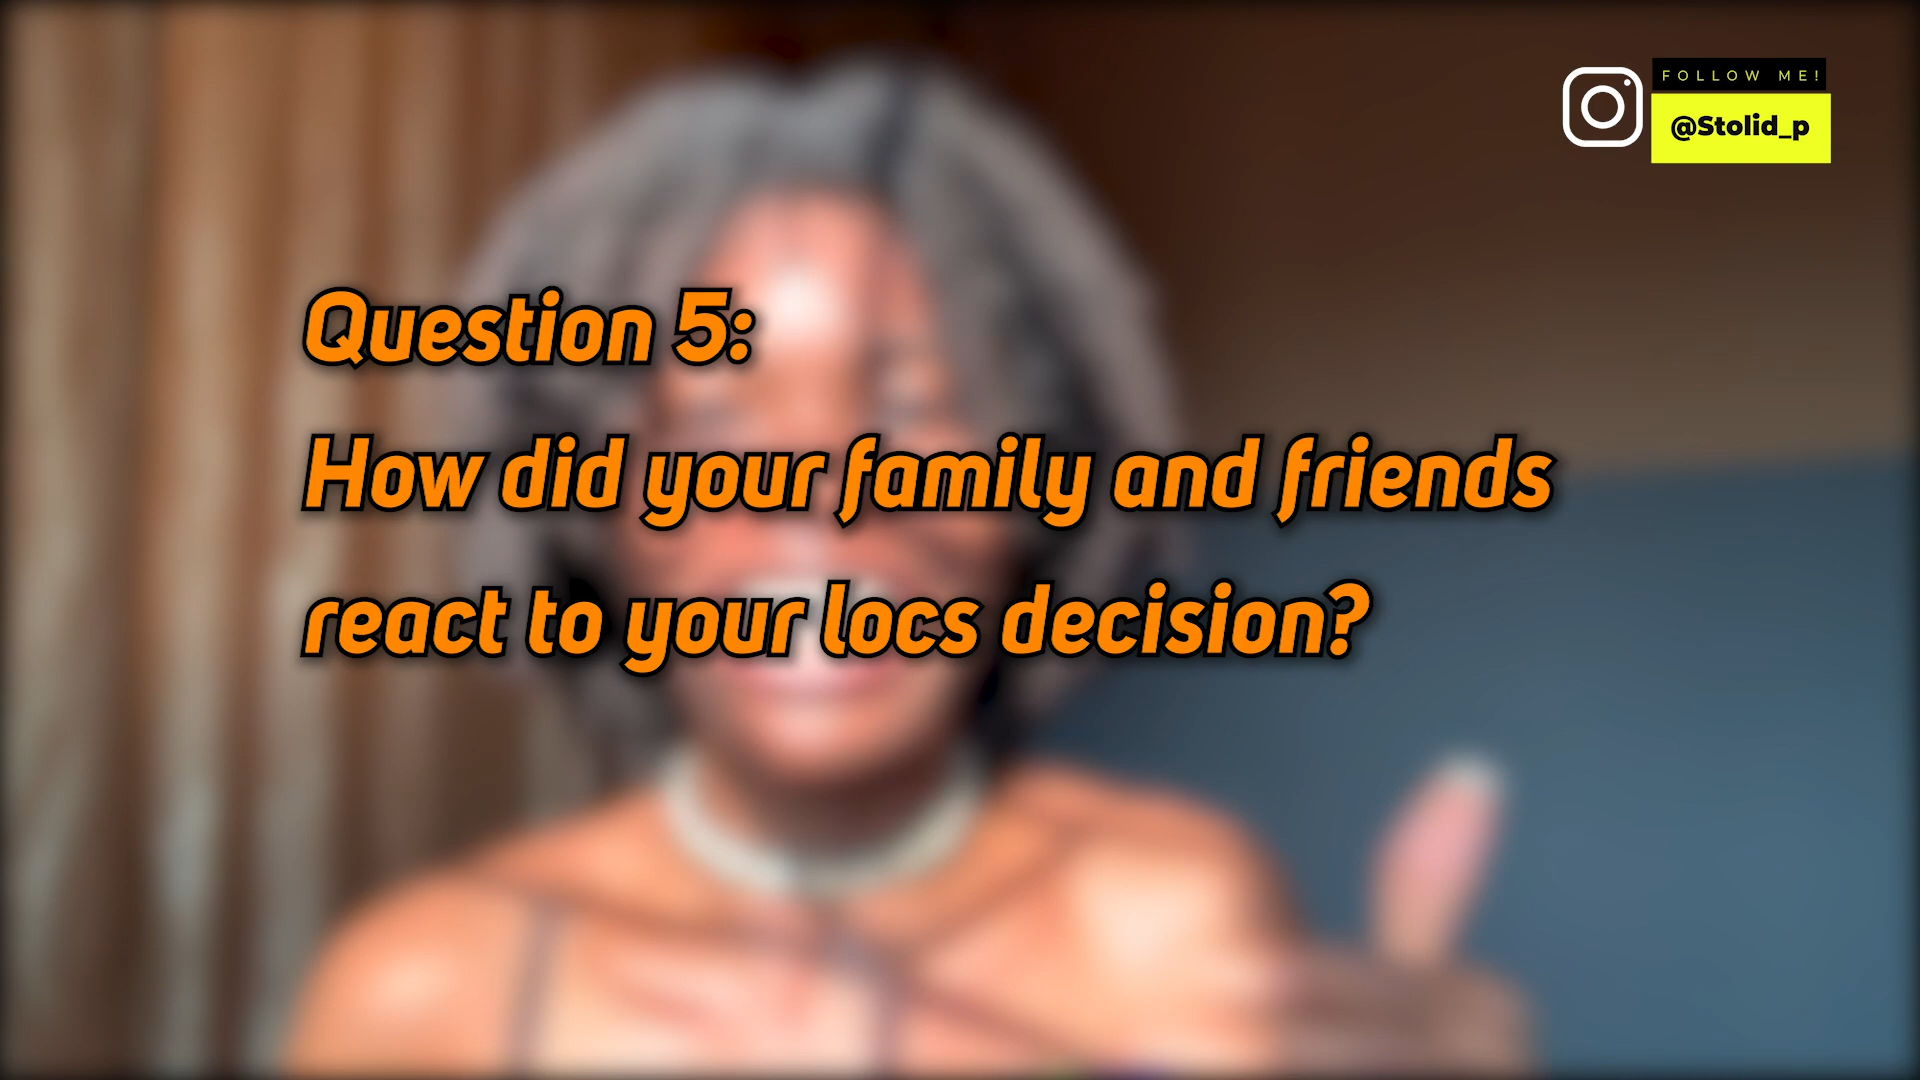 FOLLOW ME!
@Stolid_p
Question 5:
How did your family and friends
react to your locs decision?